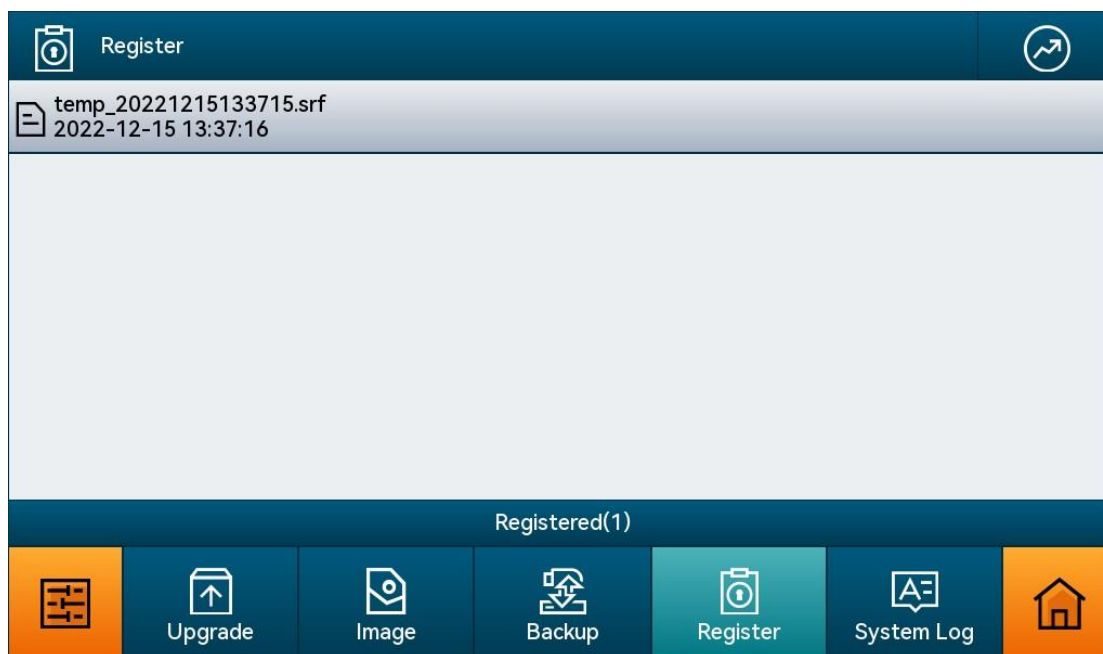 Register
temp_20221215133715.srf
2022-12-15 13:37:16
Registered(1)
Upgrade
Image
Backup
Register
System Log